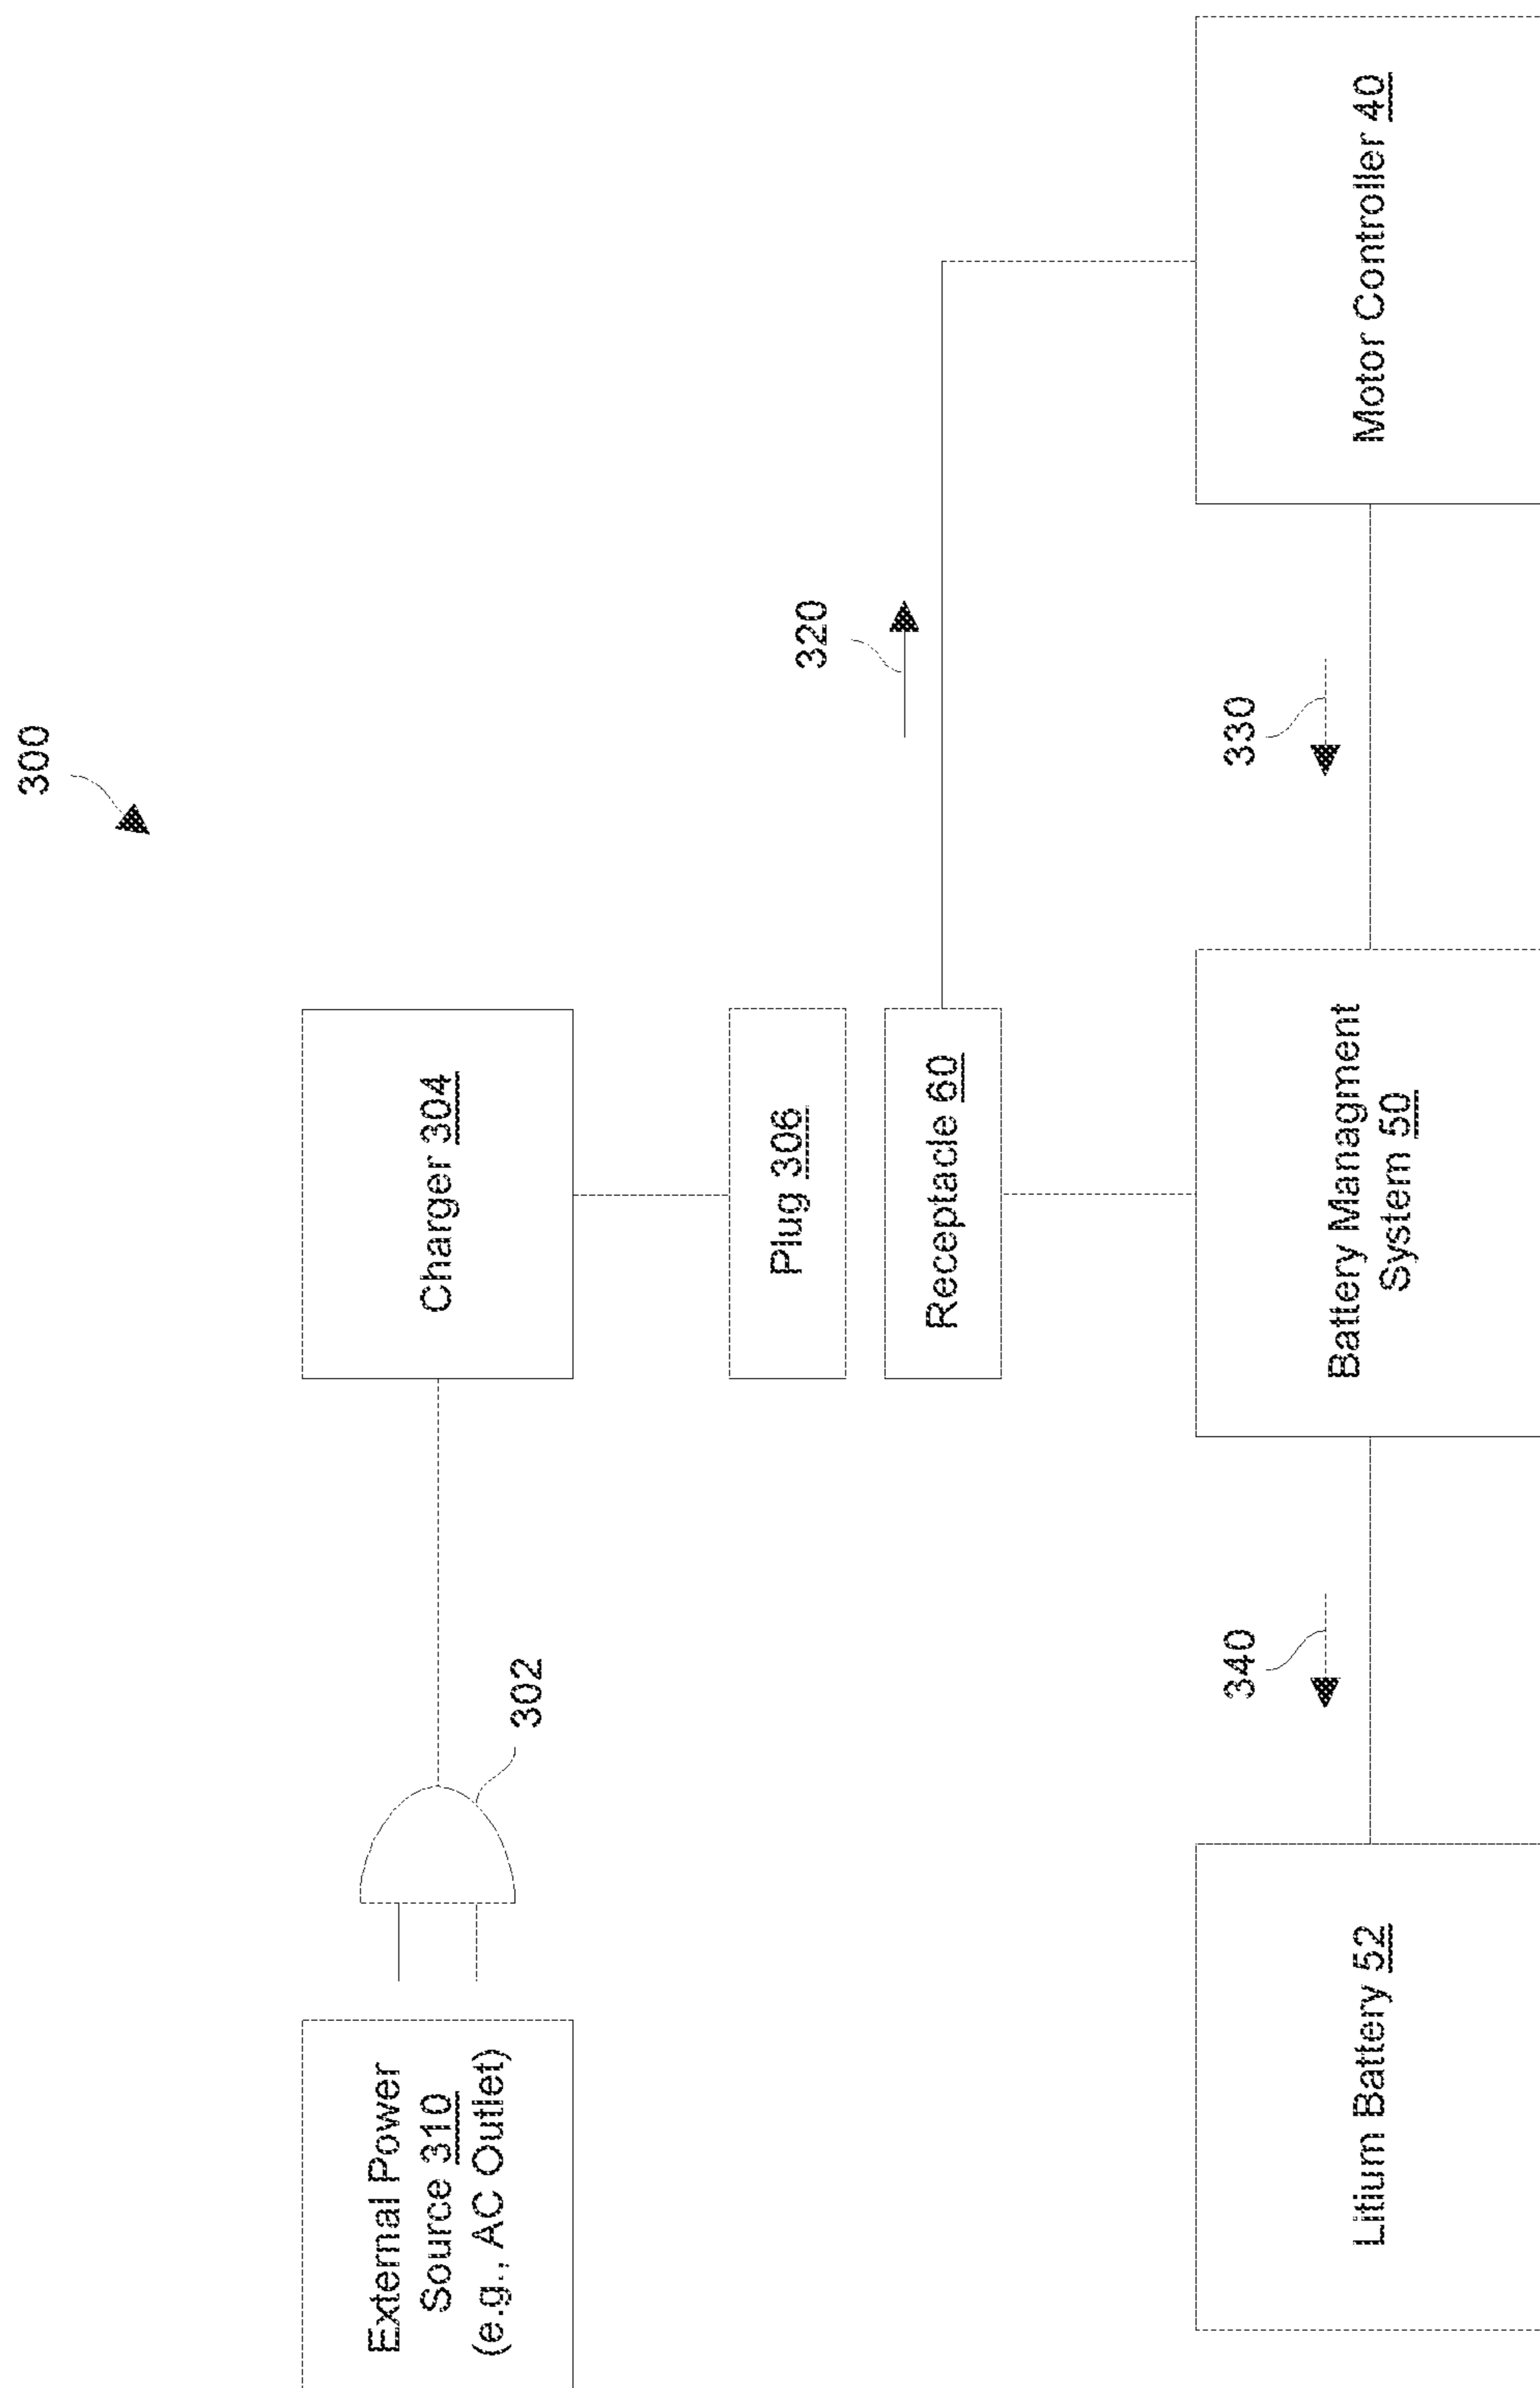 300
External Power
Source 310
(e.g., AC Outlet)
302
Charger 304
Plug 306
320
Receptacle 60
340
330
Litium Battery 52
Battery Managment
System 50
Motor Controller 40